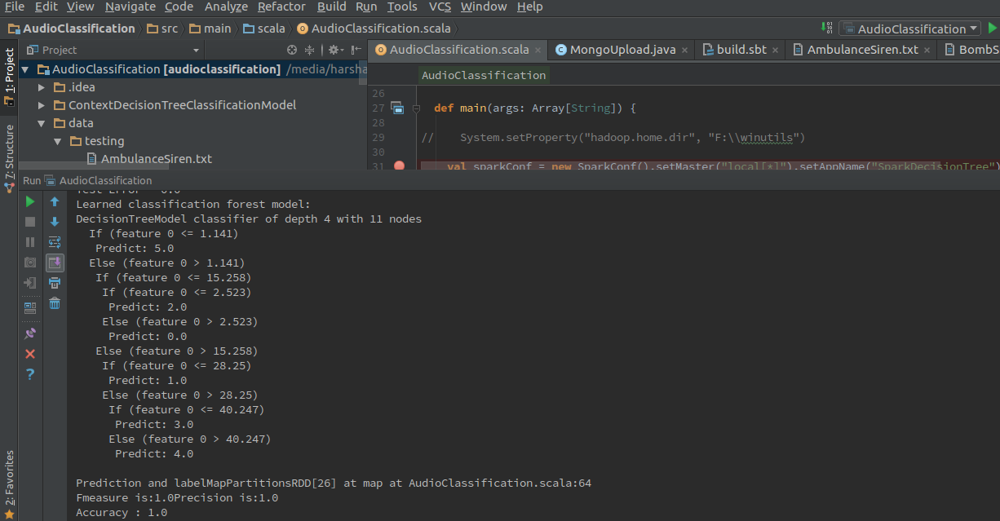 File Edit View Navigate Code Analyze Refactor Build Run Tools VCS Window Help
AudioClassification src main scala AudioClassification.scala AudioClassification
1: Project
7: Structure
2: Favorites
Project
AudioClassification.scala MongoUpload.java build.sbt AmbulanceSiren.txt BombS
AudioClassification [audioclassification] /media/harsha
.idea
ContextDecisionTreeClassificationModel
data
testing
AmbulanceSiren.txt
AudioClassification
26
27 def main(args: Array[String]) {
28
29 // System.setProperty("hadoop.home.dir", "F:\\winutils")
30
31 val sparkConf = new SparkConf().setMaster("local[*]").setAppName("SparkDecisionTree")
Run AudioClassification
Test Error = 0.0
Learned classification forest model:
DecisionTreeModel classifier of depth 4 with 11 nodes
If (feature 0 <= 1.141)
Predict: 5.0
Else (feature 0 > 1.141)
If (feature 0 <= 15.258)
If (feature 0 <= 2.523)
Predict: 2.0
Else (feature 0 > 2.523)
Predict: 0.0
Else (feature 0 > 15.258)
If (feature 0 <= 28.25)
Predict: 1.0
Else (feature 0 > 28.25)
If (feature 0 <= 40.247)
Predict: 3.0
Else (feature 0 > 40.247)
Predict: 4.0
Prediction and labelMapPartitionsRDD[26] at map at AudioClassification.scala:64
Fmeasure is:1.0Precision is:1.0
Accuracy : 1.0